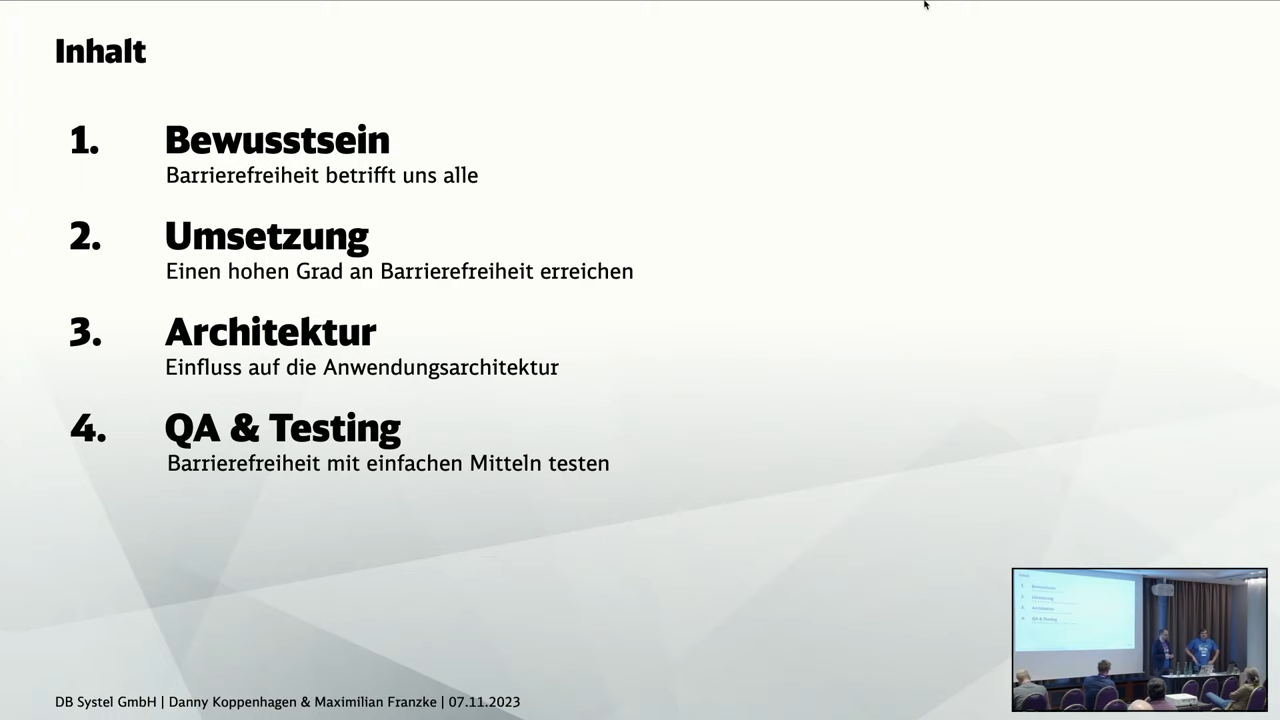 Inhalt
1. Bewusstsein
Barrierefreiheit betrifft uns alle
2. Umsetzung
Einen hohen Grad an Barrierefreiheit erreichen
3. Architektur
Einfluss auf die Anwendungsarchitektur
4. QA & Testing
Barrierefreiheit mit einfachen Mitteln testen
DB Systel GmbH | Danny Koppenhagen & Maximilian Franzke | 07.11.2023